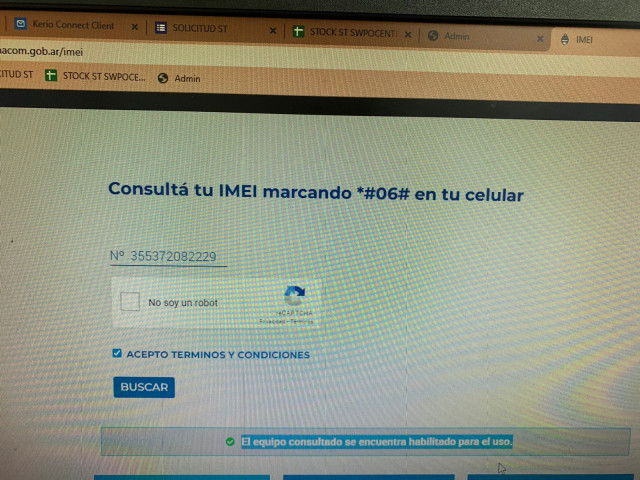 Kerio Connect Client
SOLICITUD ST
STOCK ST SWPOCENT
Admin
IMEI
acom.gob.ar/imei
ITUD ST
STOCK ST SWPOCE...
Admin
Consultá tu IMEI marcando *#06# en tu celular
Nº 355372082229
No soy un robot
reCAPTCHA
Privacidad - Términos
ACEPTO TERMINOS Y CONDICIONES
BUSCAR
El equipo consultado se encuentra habilitado para el uso.